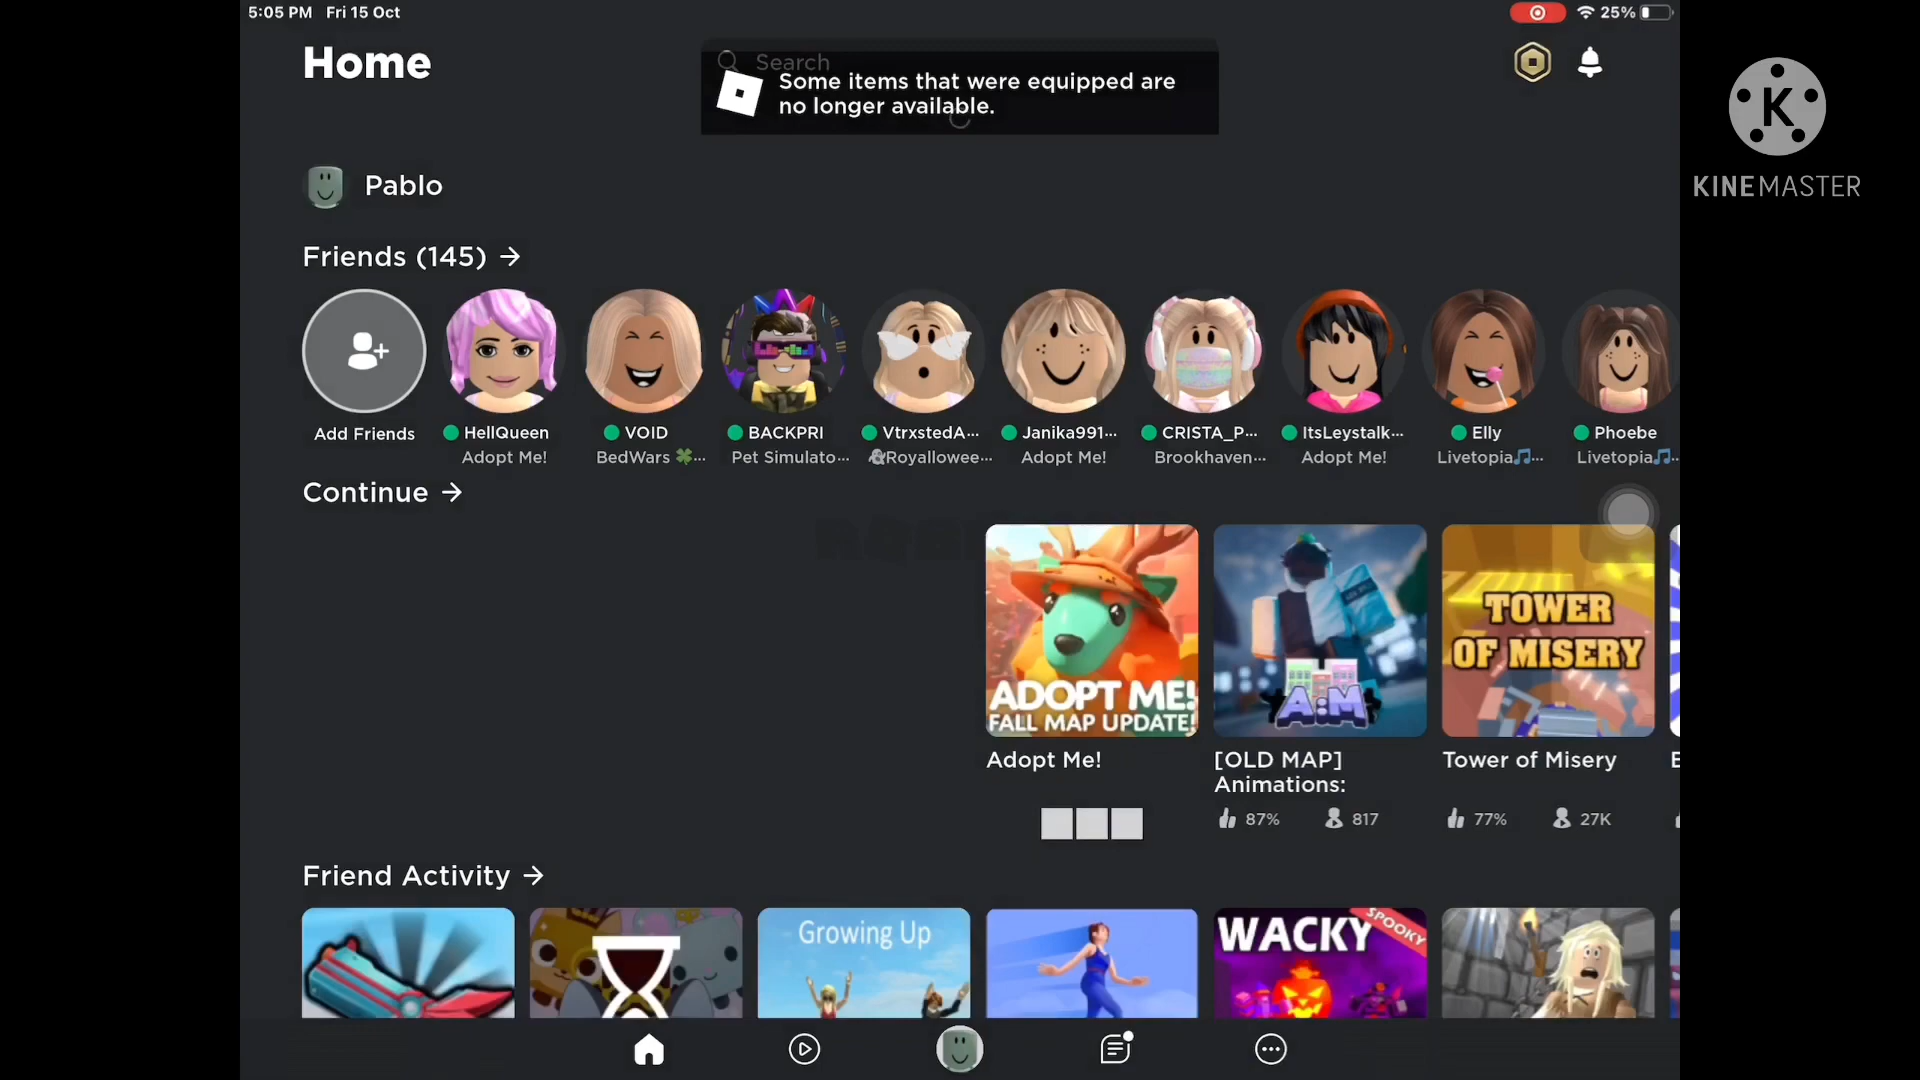 5:05 PM Fri 15 Oct
25%
Home
Search
Some items that were equipped are
no longer available.
K
KINEMASTER
Pablo
Friends (145) →
Add Friends
HellQueen
VOID
BACKPRI
VtrxstedA...
Janika991...
CRISTA_P...
ItsLeystalk...
Elly
Phoebe
Adopt Me!
BedWars 🍀...
Pet Simulato...
👻Royallowee...
Adopt Me!
Brookhaven...
Adopt Me!
Livetopia🎵...
Livetopia🎵...
Continue →
ADOPT ME!
FALL MAP UPDATE!
A:M
TOWER
OF MISERY
Adopt Me!
[OLD MAP]
Animations:
Tower of Misery
87%
817
77%
27K
Friend Activity →
Growing Up
WACKY
SPOOKY